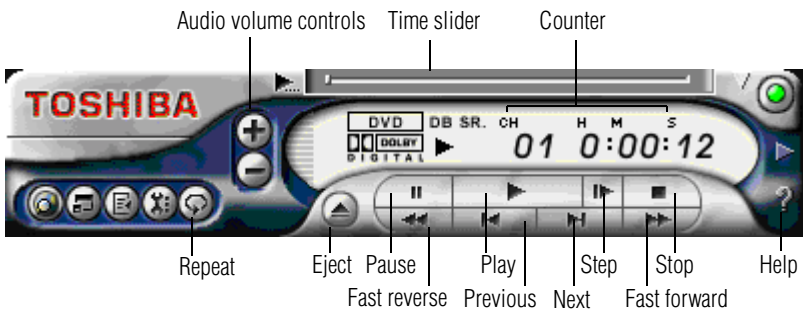 Audio volume controls Time slider Counter
TOSHIBA
DVD DB SR. CH H M S
DOLBY
DIGITAL
01 0:00:12
?
Repeat Eject Pause Play Step Stop Help
Fast reverse Previous Next Fast forward